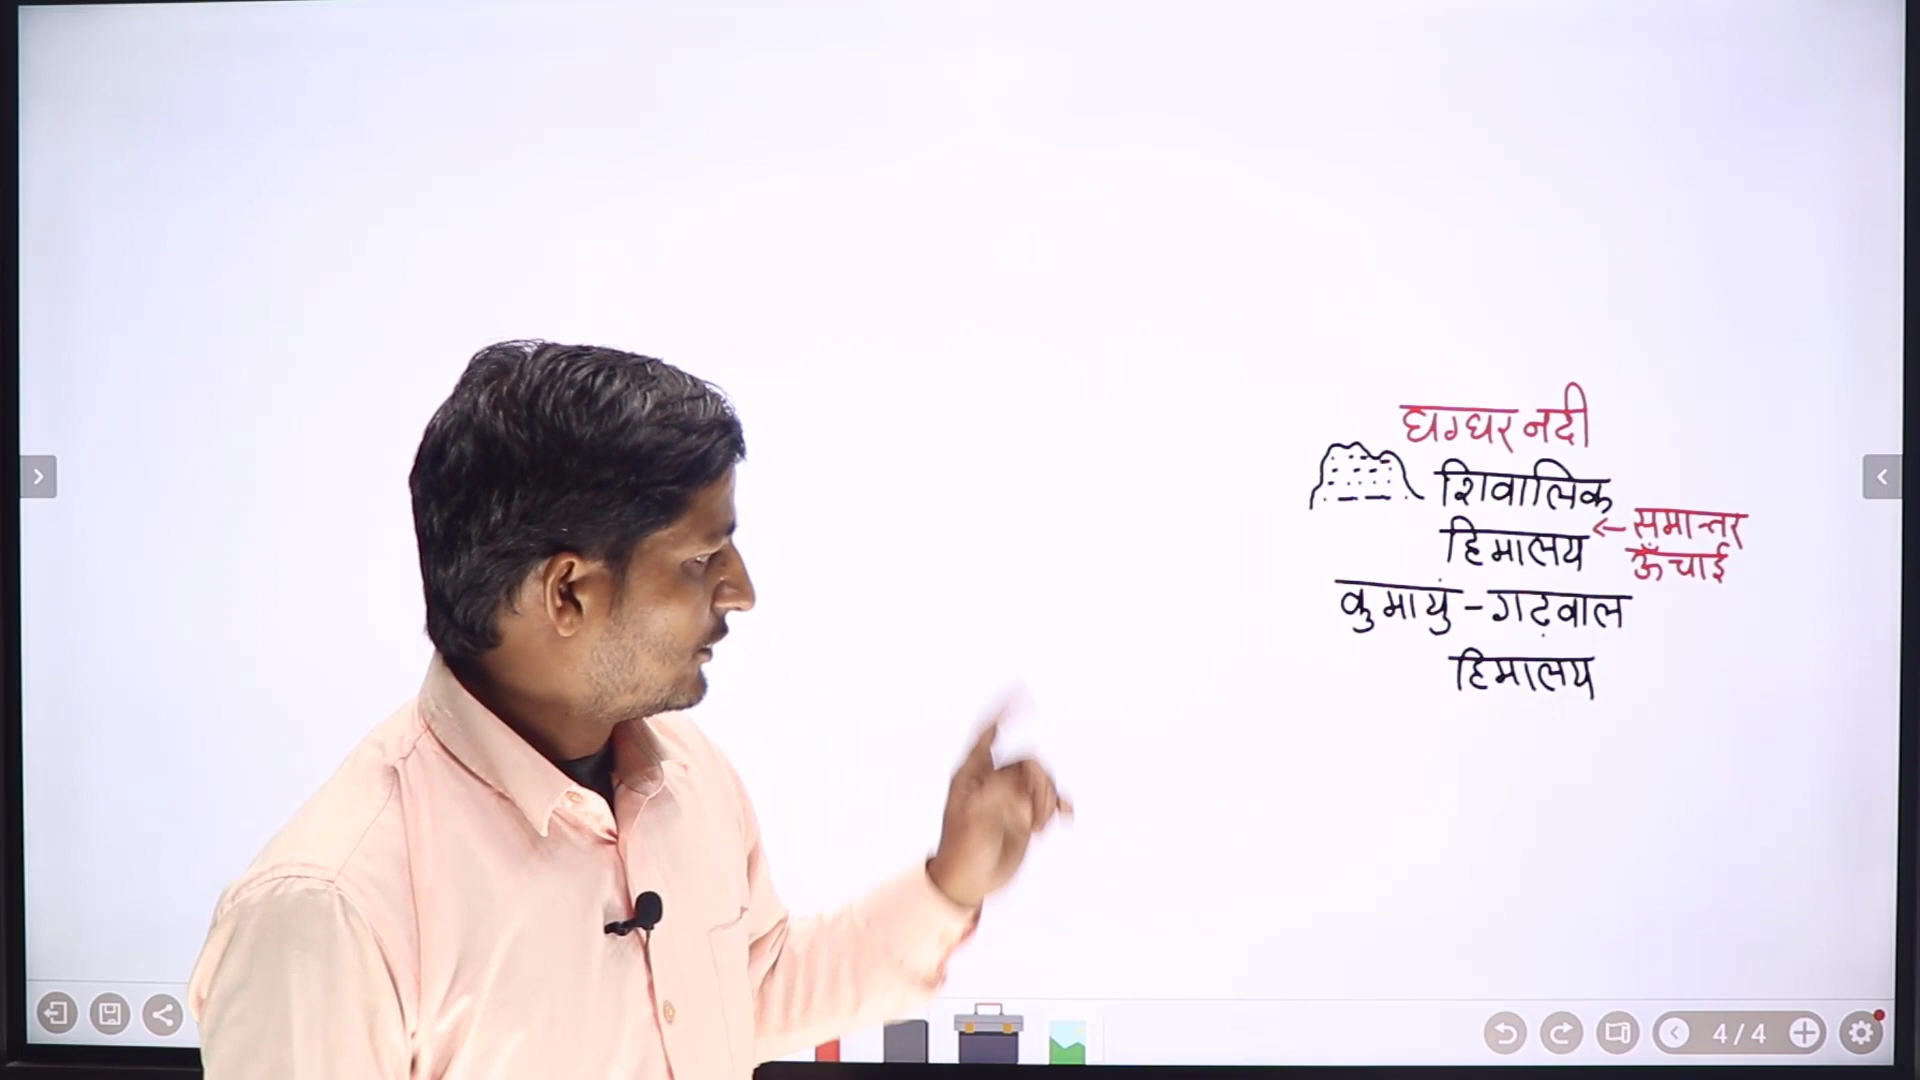 घग्घर नदी
शिवालिक
हिमालय ← समान्तर
ऊँचाई
कुमायुं - गढ़वाल
हिमालय
4/4